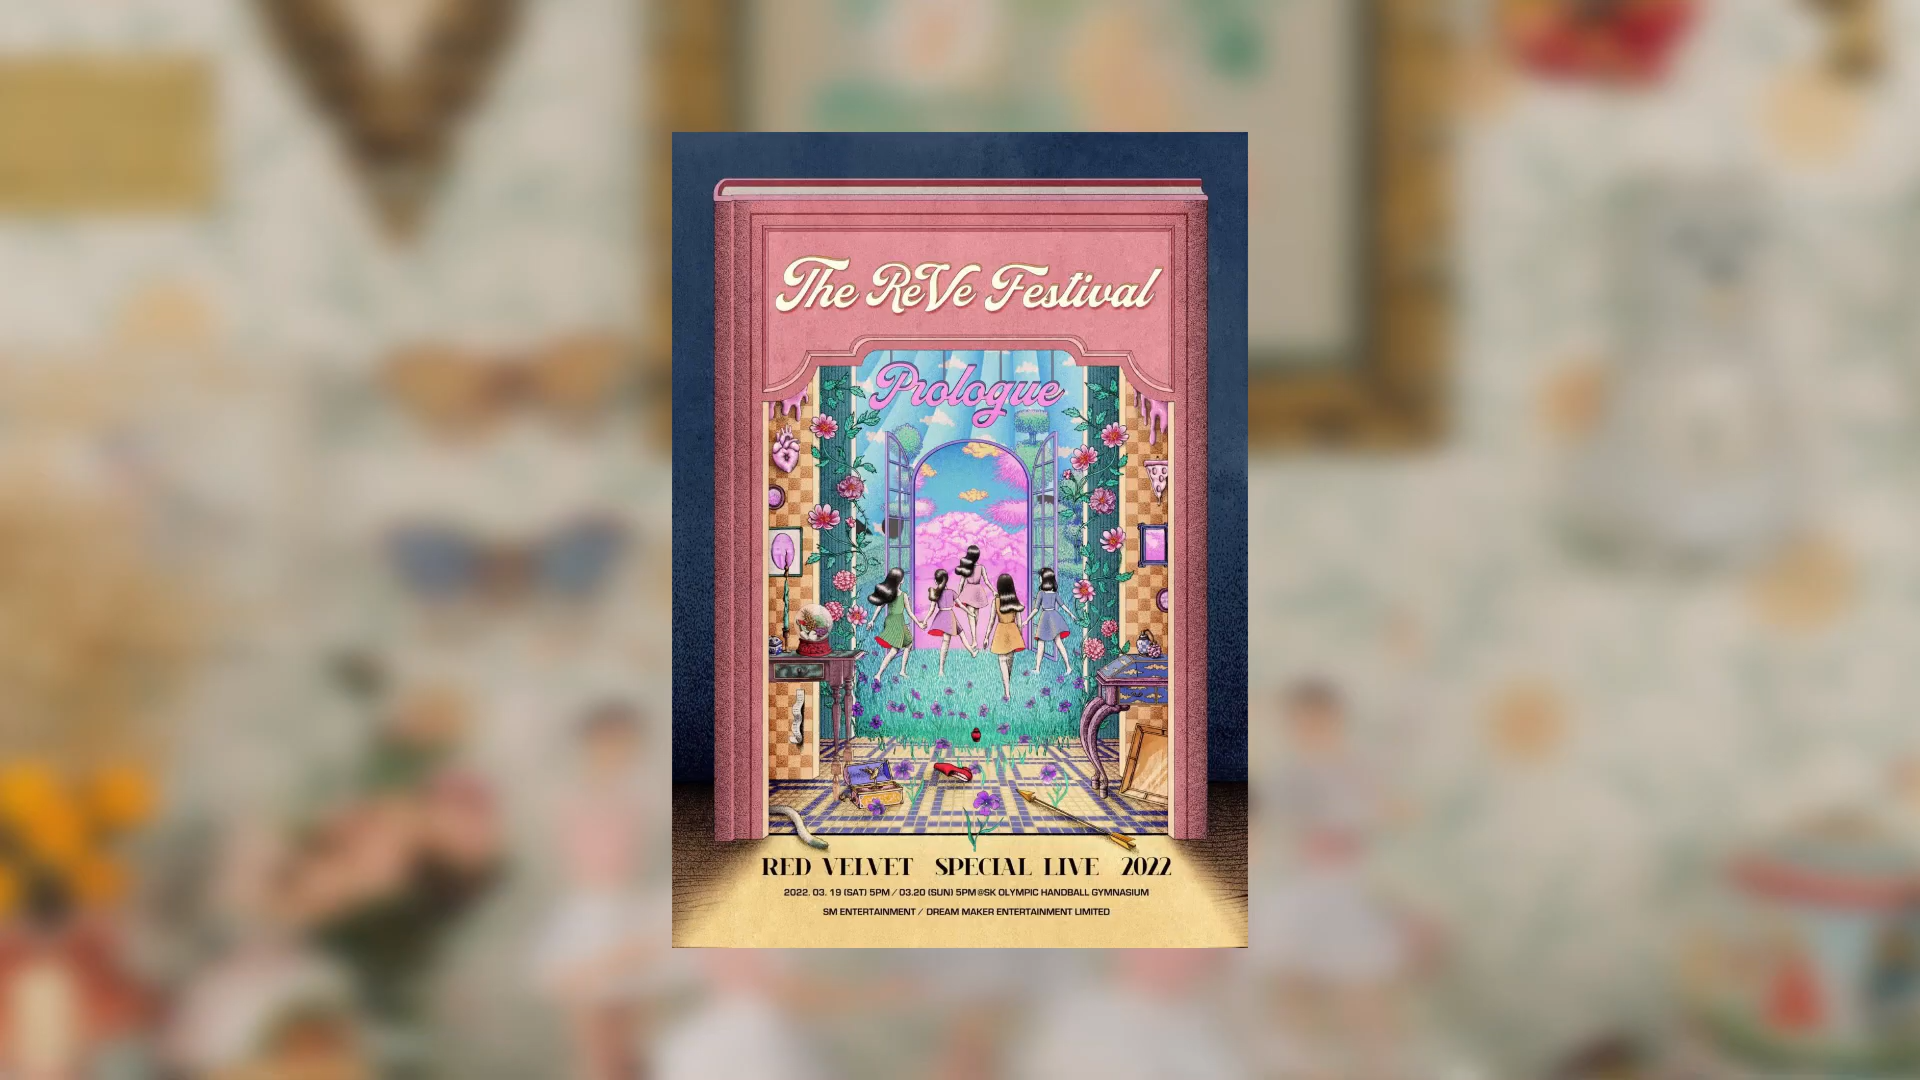 The ReVe Festival
Prologue
RED VELVET SPECIAL LIVE 2022
2022. 03. 19 (SAT) 5PM / 03.20 (SUN) 5PM @SK OLYMPIC HANDBALL GYMNASIUM
SM ENTERTAINMENT / DREAM MAKER ENTERTAINMENT LIMITED